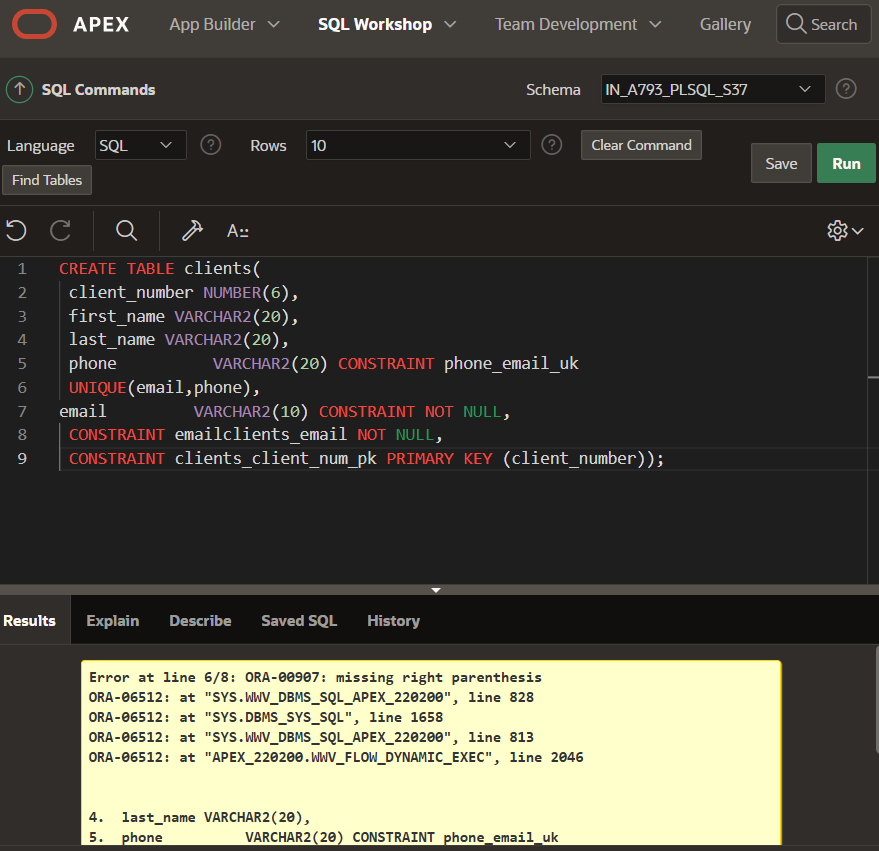 APEX App Builder SQL Workshop Team Development Gallery Search
SQL Commands Schema IN_A793_PLSQL_S37 ?
Language SQL ? Rows 10 ? Clear Command
Save Run
Find Tables
A::
1 CREATE TABLE clients(
2 client_number NUMBER(6),
3 first_name VARCHAR2(20),
4 last_name VARCHAR2(20),
5 phone VARCHAR2(20) CONSTRAINT phone_email_uk
6 UNIQUE(email,phone),
7 email VARCHAR2(10) CONSTRAINT NOT NULL,
8 CONSTRAINT emailclients_email NOT NULL,
9 CONSTRAINT clients_client_num_pk PRIMARY KEY (client_number));
Results Explain Describe Saved SQL History
Error at line 6/8: ORA-00907: missing right parenthesis
ORA-06512: at "SYS.WWV_DBMS_SQL_APEX_220200", line 828
ORA-06512: at "SYS.DBMS_SYS_SQL", line 1658
ORA-06512: at "SYS.WWV_DBMS_SQL_APEX_220200", line 813
ORA-06512: at "APEX_220200.WWV_FLOW_DYNAMIC_EXEC", line 2046
4. last_name VARCHAR2(20),
5. phone VARCHAR2(20) CONSTRAINT phone_email_uk